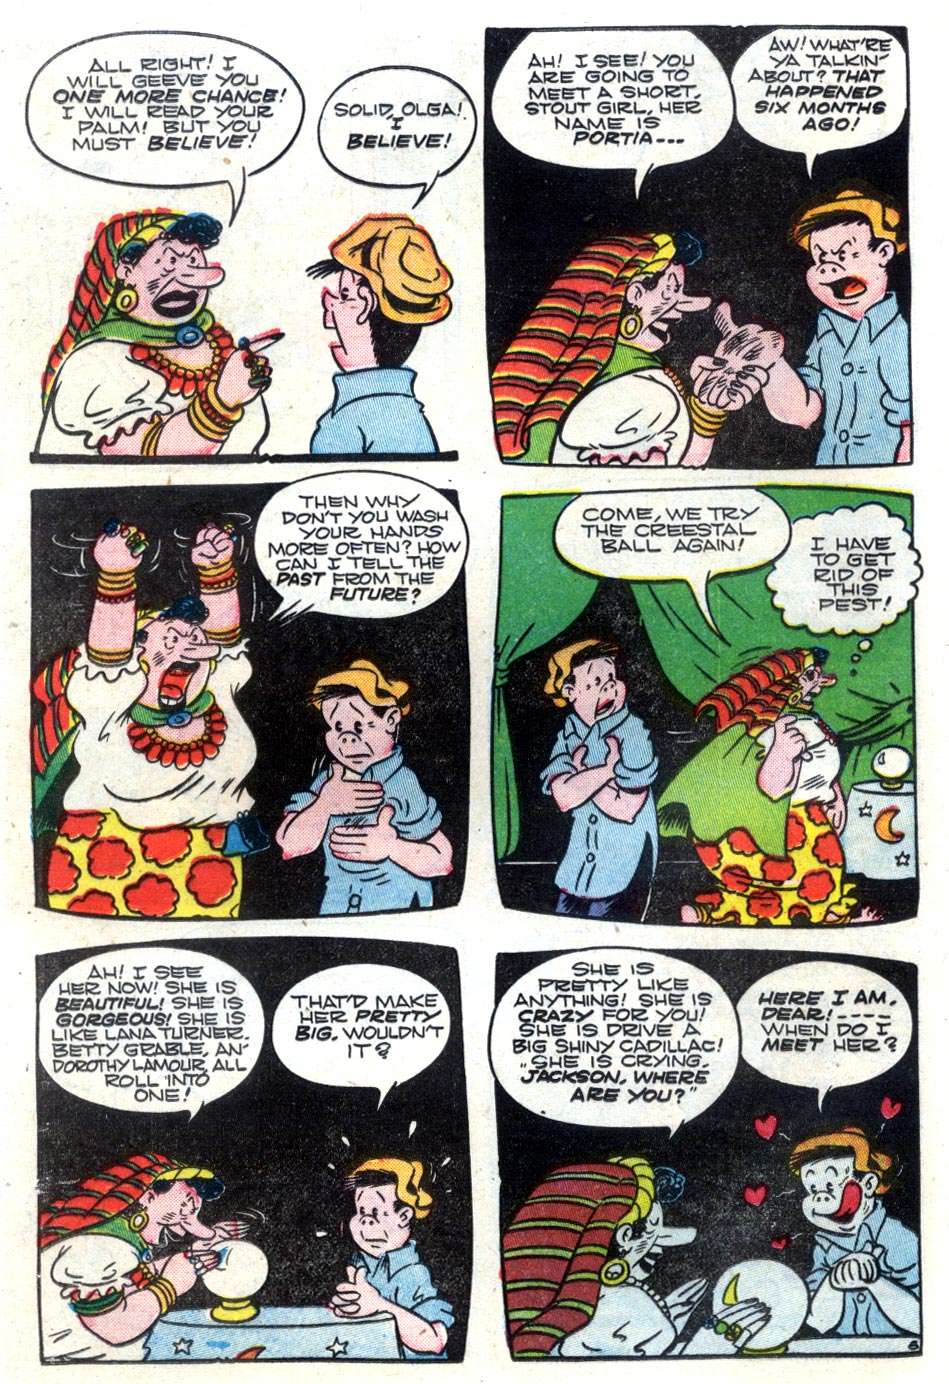 ALL RIGHT! I
WILL GEEVE YOU
ONE MORE CHANCE!
I WILL READ YOUR
PALM! BUT YOU
MUST BELIEVE!
SOLID, OLGA!
I
BELIEVE!
AH! I SEE! YOU
ARE GOING TO
MEET A SHORT,
STOUT GIRL, HER
NAME IS
PORTIA---
AW! WHAT'RE
YA TALKIN'
ABOUT? THAT
HAPPENED
SIX MONTHS
AGO!
THEN WHY
DON'T YOU WASH
YOUR HANDS
MORE OFTEN? HOW
CAN I TELL THE
PAST FROM THE
FUTURE?
COME, WE TRY
THE CREESTAL
BALL AGAIN!
I HAVE
TO GET
RID OF
THIS
PEST!
AH! I SEE
HER NOW! SHE IS
BEAUTIFUL! SHE IS
GORGEOUS! SHE IS
LIKE LANA TURNER,
BETTY GRABLE, AN'
DOROTHY LAMOUR, ALL
ROLL INTO
ONE!
THAT'D MAKE
HER PRETTY
BIG, WOULDN'T
IT?
SHE IS
PRETTY LIKE
ANYTHING! SHE IS
CRAZY FOR YOU!
SHE IS DRIVE A
BIG SHINY CADILLAC!
SHE IS CRYING,
"JACKSON, WHERE
ARE YOU?"
HERE I AM,
DEAR!----
WHEN DO I
MEET HER?